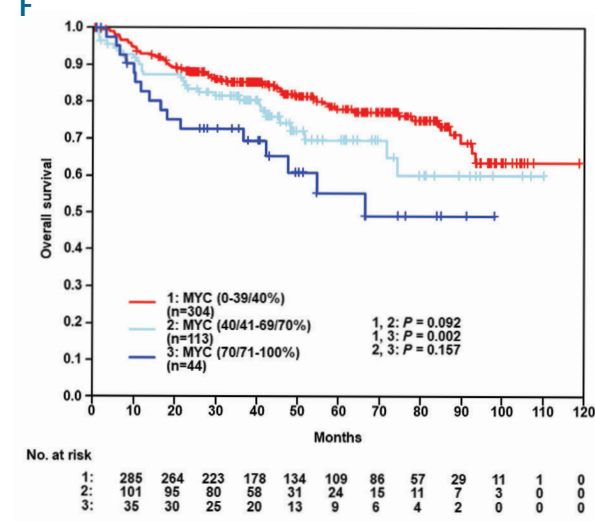 F
1.0
0.9
0.8
0.7
0.6
0.5
0.4
0.3
0.2
0.1
0.0
Overall survival
1: MYC (0-39/40%)
(n=304)
2: MYC (40/41-69/70%)
(n=113)
3: MYC (70/71-100%)
(n=44)
1, 2: P = 0.092
1, 3: P = 0.002
2, 3: P = 0.157
0 10 20 30 40 50 60 70 80 90 100 110 120
Months
No. at risk
1: 285 264 223 178 134 109 86 57 29 11 1 0
2: 101 95 80 58 31 24 15 11 7 3 0 0
3: 35 30 25 20 13 9 6 4 2 0 0 0